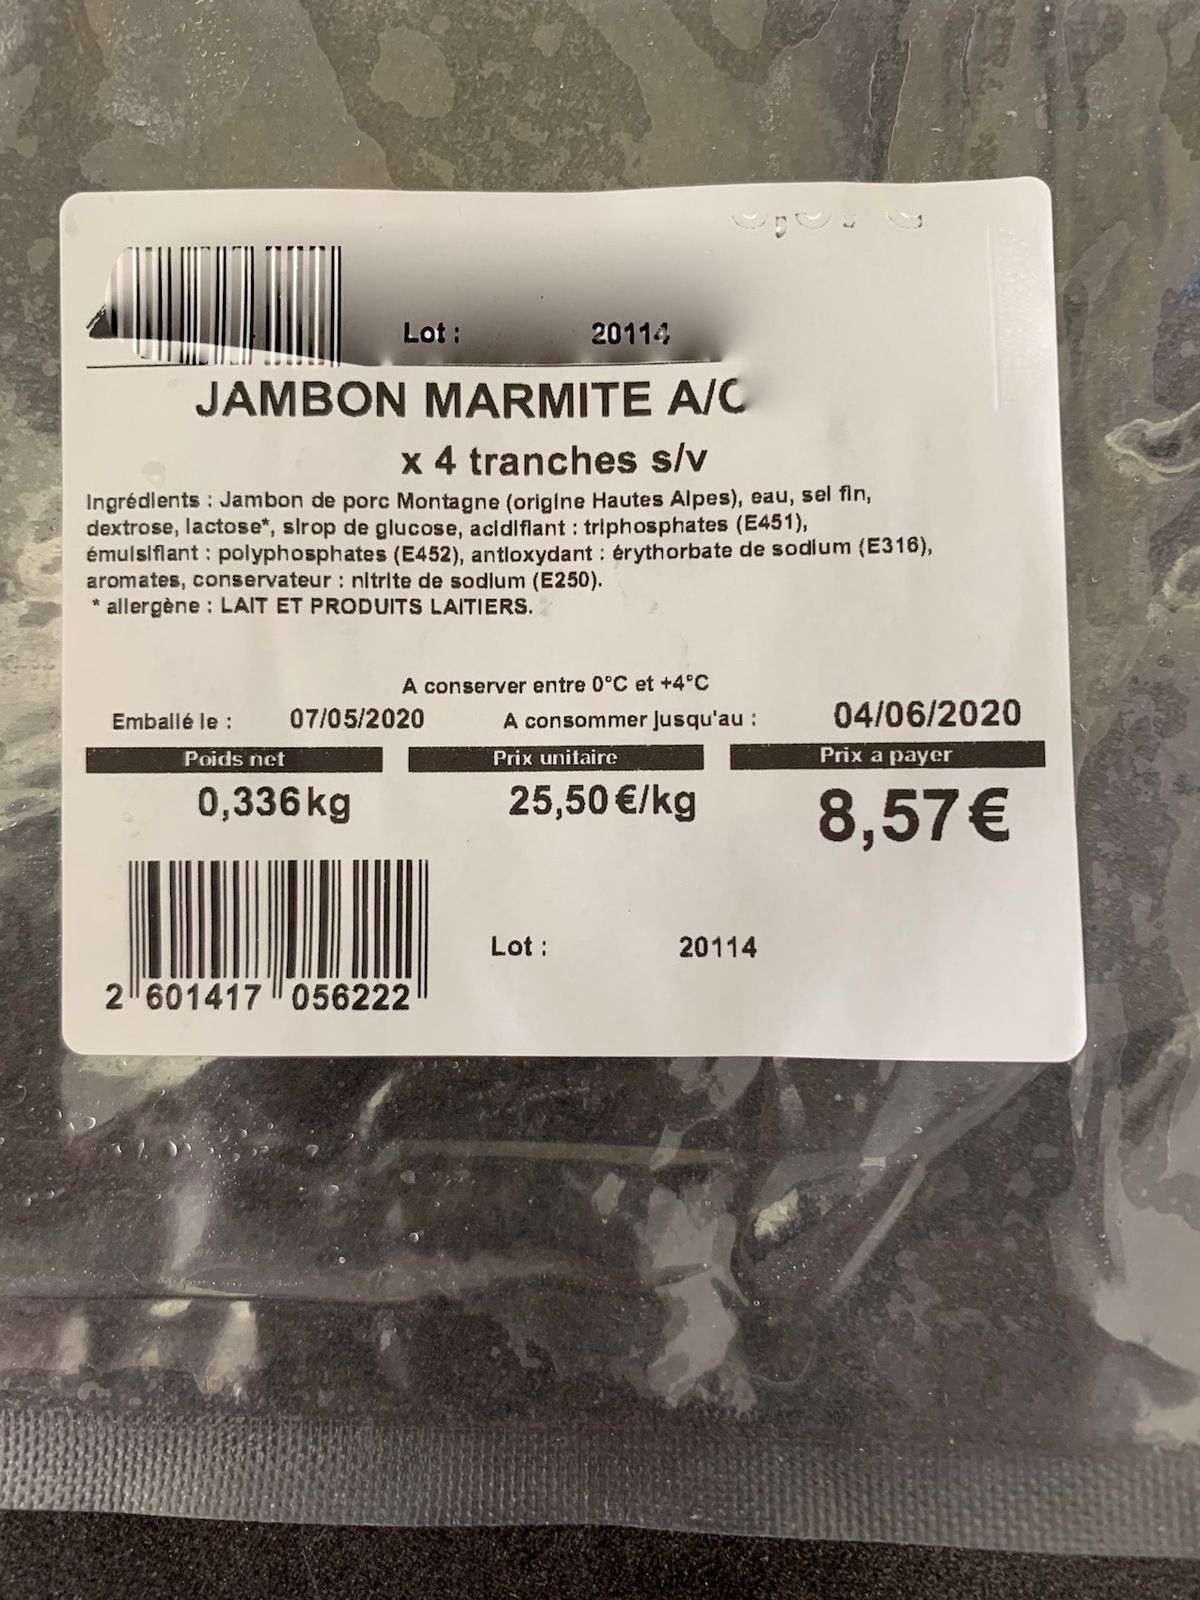 Lot : 20114
JAMBON MARMITE
x 4 tranches s/v
Ingrédients : Jambon de porc Montagne (origine Hautes Alpes), eau, sel fin,
dextrose, lactose*, sirop de glucose, acidifiant : triphosphates (E451),
émulsifiant : polyphosphates (E452), antioxydant : érythorbate de sodium (E316),
aromates, conservateur : nitrite de sodium (E250).
* allergène : LAIT ET PRODUITS LAITIERS.
A conserver entre 0°C et +4°C
Emballé le : 07/05/2020 A consommer jusqu'au : 04/06/2020
Poids net Prix unitaire Prix a payer
0,336kg 25,50€/kg 8,57€
Lot : 20114
2 601417 056222